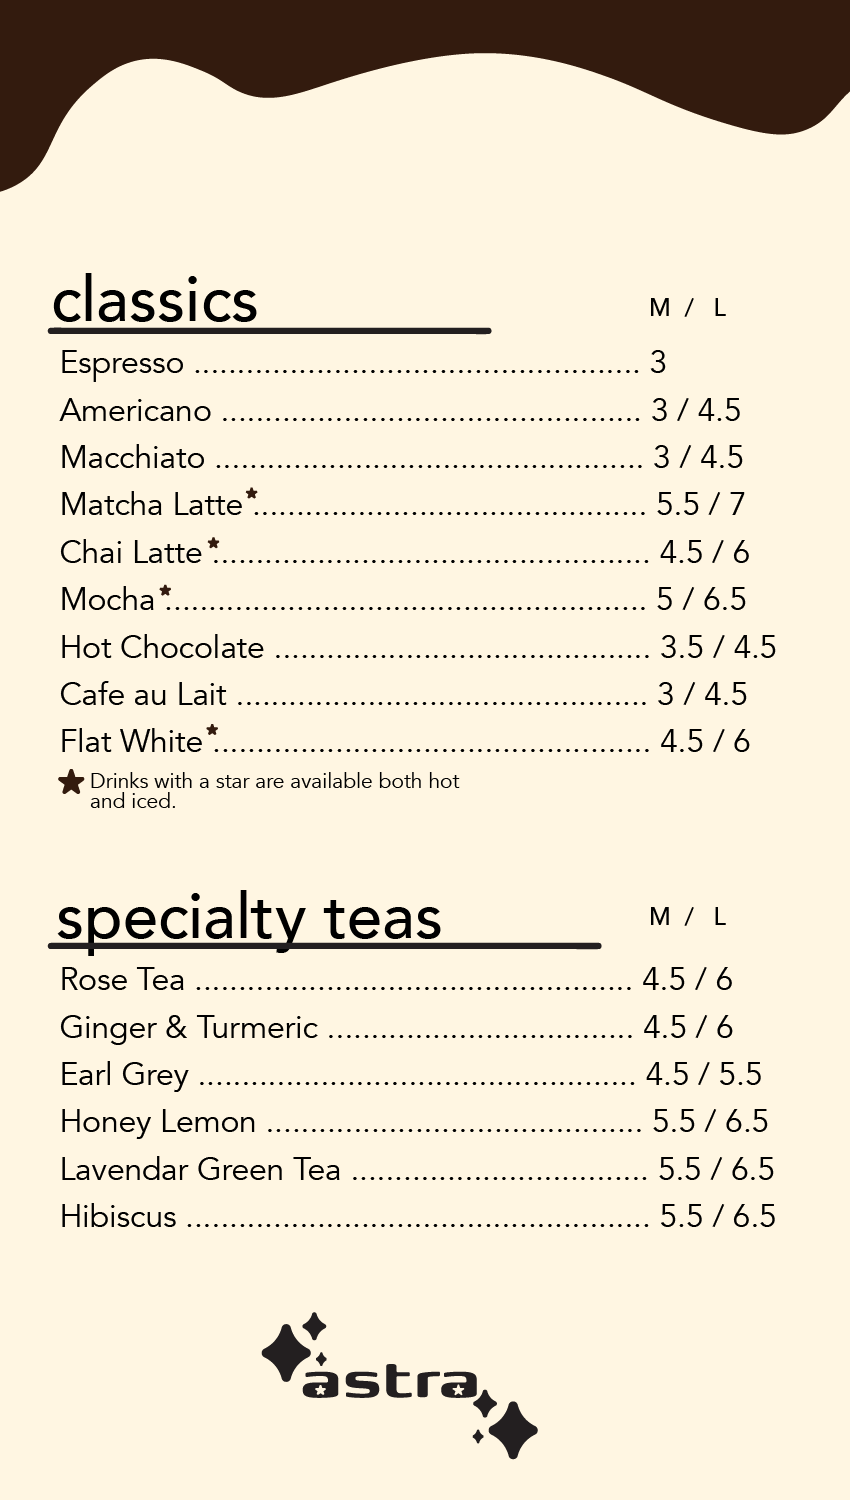 classics
M / L
Espresso .................................................. 3
Americano ............................................... 3 / 4.5
Macchiato ................................................ 3 / 4.5
Matcha Latte★............................................ 5.5 / 7
Chai Latte ★................................................. 4.5 / 6
Mocha ★...................................................... 5 / 6.5
Hot Chocolate .......................................... 3.5 / 4.5
Cafe au Lait .............................................. 3 / 4.5
Flat White ★................................................. 4.5 / 6
★ Drinks with a star are available both hot
and iced.
specialty teas
M / L
Rose Tea ................................................. 4.5 / 6
Ginger & Turmeric .................................. 4.5 / 6
Earl Grey ................................................. 4.5 / 5.5
Honey Lemon .......................................... 5.5 / 6.5
Lavendar Green Tea ................................. 5.5 / 6.5
Hibiscus .................................................... 5.5 / 6.5
astra